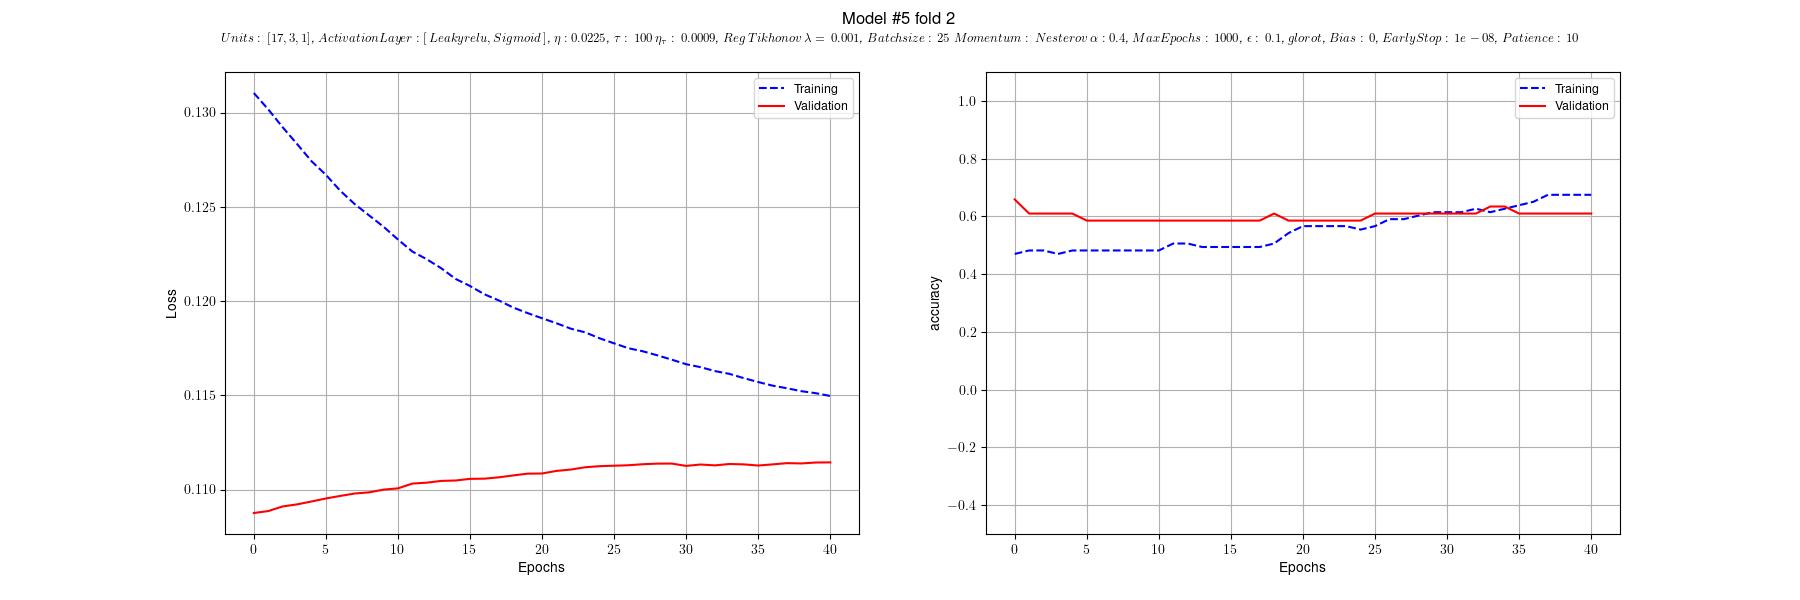 Model #5 fold 2
Units : [17, 3, 1], ActivationLayer : [Leakyrelu, Sigmoid], η : 0.0225, τ : 100 ητ : 0.0009, Reg Tikhonov λ = 0.001, Batchsize : 25 Momentum : Nesterov α : 0.4, MaxEpochs : 1000, ϵ : 0.1, glorot, Bias : 0, EarlyStop : 1e − 08, Patience : 10
Training
Validation
0.130
0.125
0.120
0.115
0.110
Loss
0 5 10 15 20 25 30 35 40
Epochs
Training
Validation
1.0
0.8
0.6
0.4
0.2
0.0
−0.2
−0.4
accuracy
0 5 10 15 20 25 30 35 40
Epochs